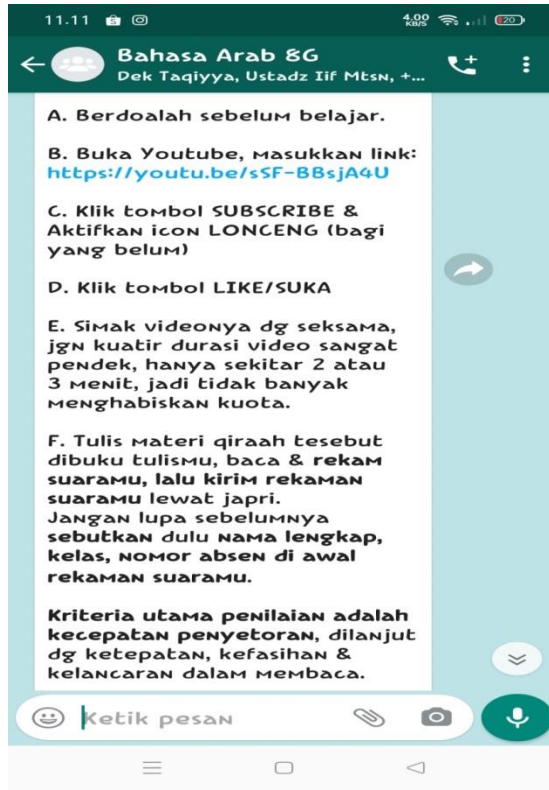 11.11
4.00 KB/S
20
Bahasa Arab 8G
Dek Taqiyya, Ustadz Iif Mtsn, +...
A. Berdoalah sebelum belajar.
B. Buka Youtube, masukkan link:
https://youtu.be/sSF-BBsjA4U
C. Klik tombol SUBSCRIBE &
Aktifkan icon LONCENG (bagi
yang belum)
D. Klik tombol LIKE/SUKA
E. Simak videonya dg seksama,
jgn kuatir durasi video sangat
pendek, hanya sekitar 2 atau
3 menit, jadi tidak banyak
menghabiskan kuota.
F. Tulis materi qiraah tesebut
dibuku tulismu, baca & rekam
suaramu, lalu kirim rekaman
suaramu lewat japri.
Jangan lupa sebelumnya
sebutkan dulu nama lengkap,
kelas, nomor absen di awal
rekaman suaramu.
Kriteria utama penilaian adalah
kecepatan penyetoran, dilanjut
dg ketepatan, kefasihan &
kelancaran dalam membaca.
Ketik pesan